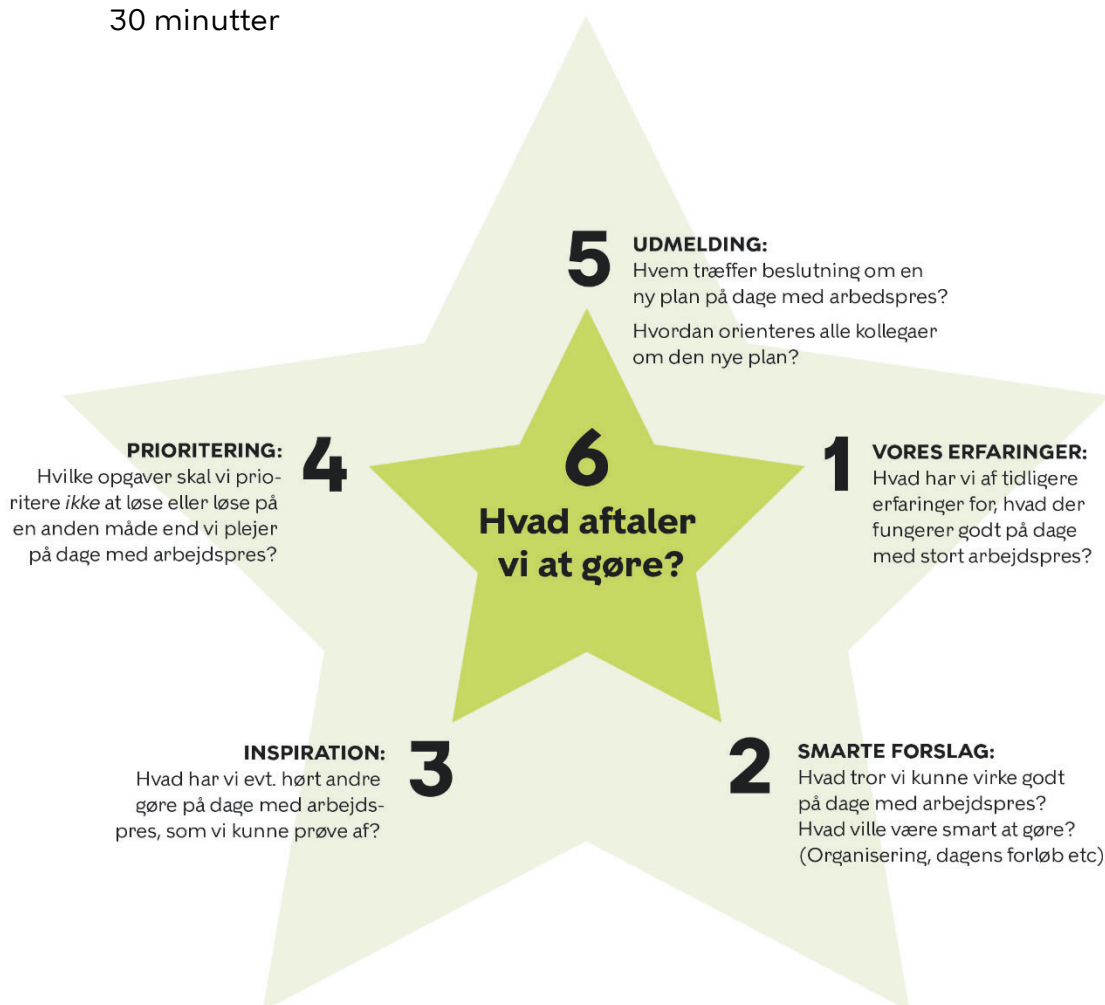 30 minutter
5
UDMELDING:
Hvem træffer beslutning om en
ny plan på dage med arbedspres?
Hvordan orienteres alle kollegaer
om den nye plan?
4
PRIORITERING:
Hvilke opgaver skal vi prio-
ritere ikke at løse eller løse på
en anden måde end vi plejer
på dage med arbejdspres?
6
Hvad aftaler
vi at gøre?
1
VORES ERFARINGER:
Hvad har vi af tidligere
erfaringer for, hvad der
fungerer godt på dage
med stort arbejdspres?
3
INSPIRATION:
Hvad har vi evt. hørt andre
gøre på dage med arbejds-
pres, som vi kunne prøve af?
2
SMARTE FORSLAG:
Hvad tror vi kunne virke godt
på dage med arbejdspres?
Hvad ville være smart at gøre?
(Organisering, dagens forløb etc)